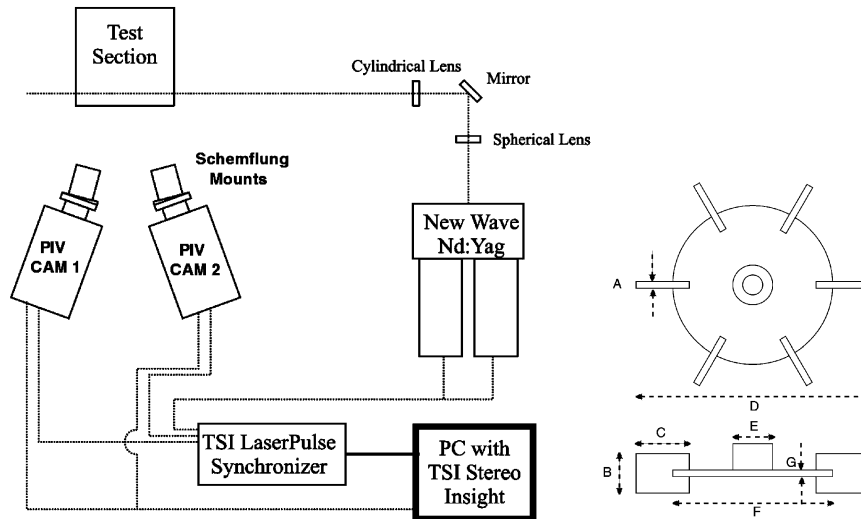 Test
Section
Cylindrical Lens
Mirror
Spherical Lens
Schemflung
Mounts
PIV
CAM 1
PIV
CAM 2
New Wave
Nd:Yag
TSI LaserPulse
Synchronizer
PC with
TSI Stereo
Insight
A
D
C
E
B
G
F